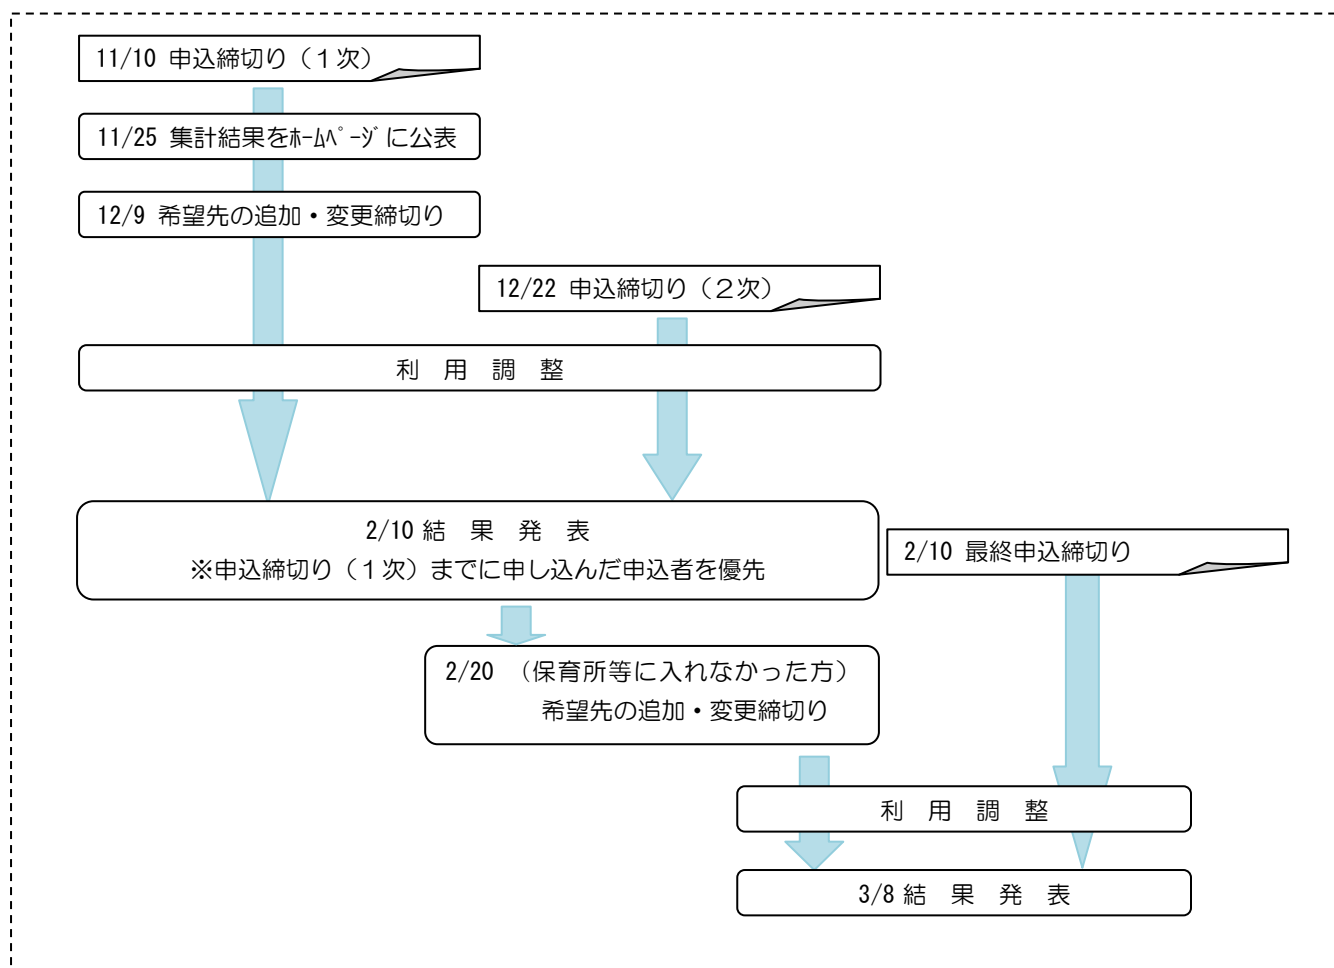 11/10 申込締切り（１次）
11/25 集計結果をﾎｰﾑﾍﾟｰｼﾞに公表
12/9 希望先の追加・変更締切り
12/22 申込締切り（２次）
利　用　調　整
2/10 結　果　発　表
※申込締切り（１次）までに申し込んだ申込者を優先
2/10 最終申込締切り
2/20 （保育所等に入れなかった方）
希望先の追加・変更締切り
利　用　調　整
3/8 結　果　発　表